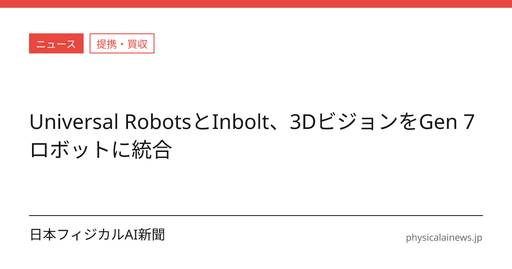 ニュース 提携・買収
Universal RobotsとInbolt、3DビジョンをGen 7
ロボットに統合
日本フィジカルAI新聞
physicalainews.jp